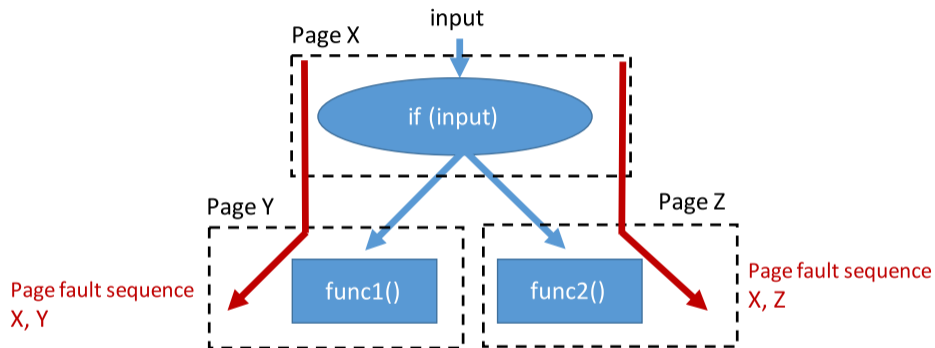 input
Page X
if (input)
Page Y
Page Z
func1()
func2()
Page fault sequence
X, Y
Page fault sequence
X, Z